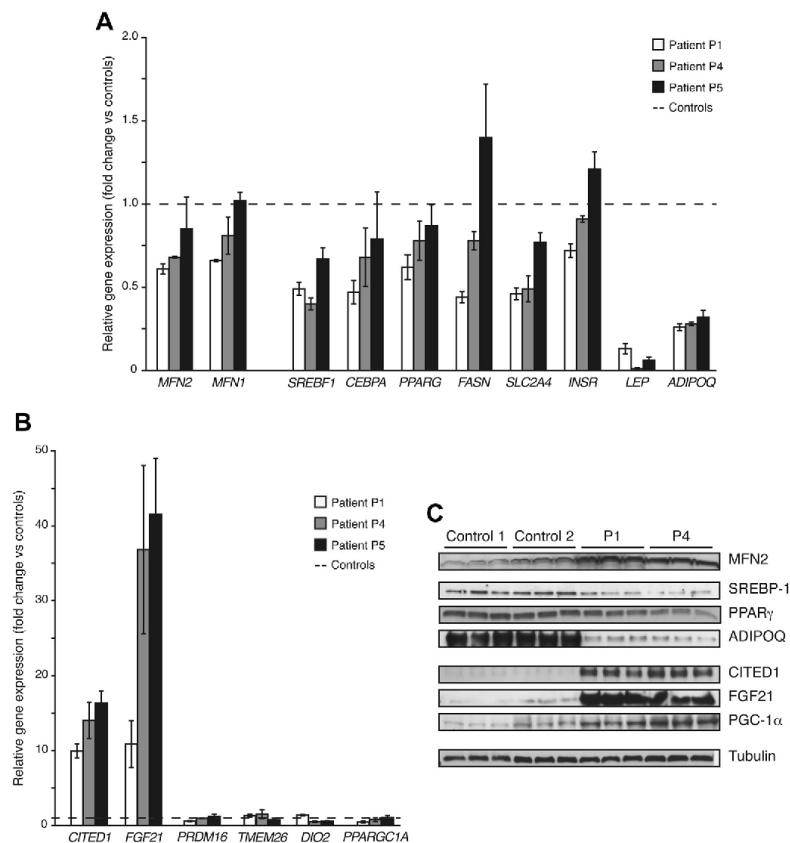 A
Relative gene expression (fold change vs controls)
2.0
1.5
1.0
0.5
0
Patient P1
Patient P4
Patient P5
Controls
MFN2 MFN1 SREBF1 CEBPA PPARG FASN SLC2A4 INSR LEP ADIPOQ
B
Relative gene expression (fold change vs controls)
50
40
30
20
10
0
Patient P1
Patient P4
Patient P5
Controls
CITED1 FGF21 PRDM16 TMEM26 DIO2 PPARGC1A
C
Control 1 Control 2 P1 P4
MFN2
SREBP-1
PPARγ
ADIPOQ
CITED1
FGF21
PGC-1α
Tubulin